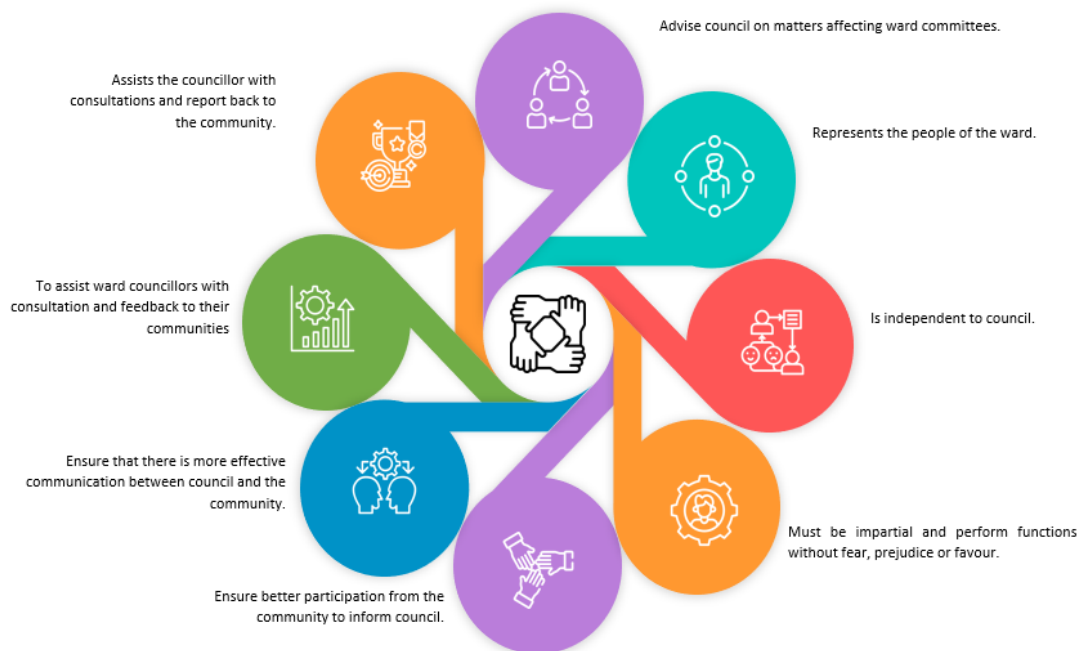 Advise council on matters affecting ward committees.
Represents the people of the ward.
Is independent to council.
Must be impartial and perform functions
without fear, prejudice or favour.
Ensure better participation from the
community to inform council.
Ensure that there is more effective
communication between council and the
community.
To assist ward councillors with
consultation and feedback to their
communities
Assists the councillor with
consultations and report back to
the community.